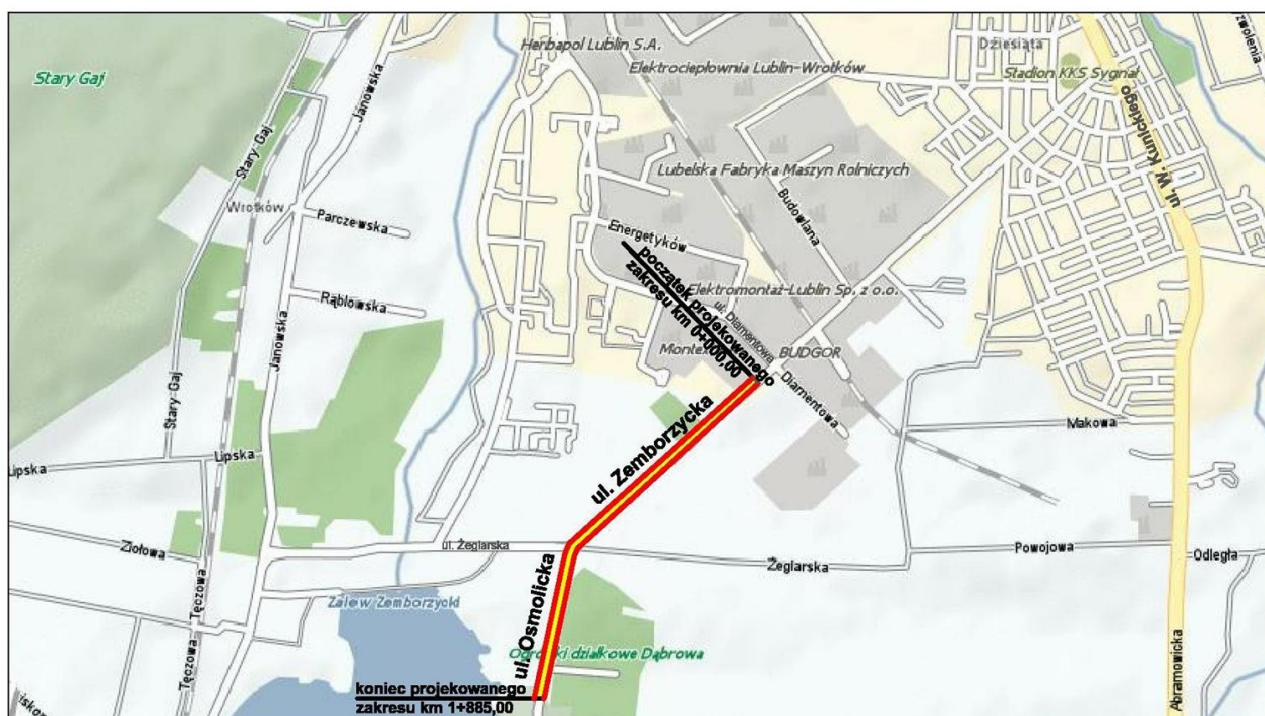 Herbapol Lublin S.A.
Dziesiąta
Stadion KKS Sygnał
Elektrociepłownia Lublin-Wrotków
Stary Gaj
Janowska
ul. W. Kunickiego
Stary Gaj
Lubelska Fabryka Maszyn Rolniczych
Wrotków
Parczewska
Budowlana
Energetyków
początek projekowanego
zakresu km 0+000,00
Elektromontaż-Lublin Sp. z o.o.
Rąblowska
ul. Diamentowa
Janowska
BUDGOR
Stary Gaj
Diamentowa
ul. Zemborzycka
Makowa
Lipska
Lipska
Ziołowa
ul. Żeglarska
Powojowa
Odległa
Żeglarska
Tęczowa
Tęczowa
Zalew Zemborzycki
ul. Osmolicka
Ogródki działkowe Dąbrowa
Abramowicka
koniec projekowanego
zakresu km 1+885,00